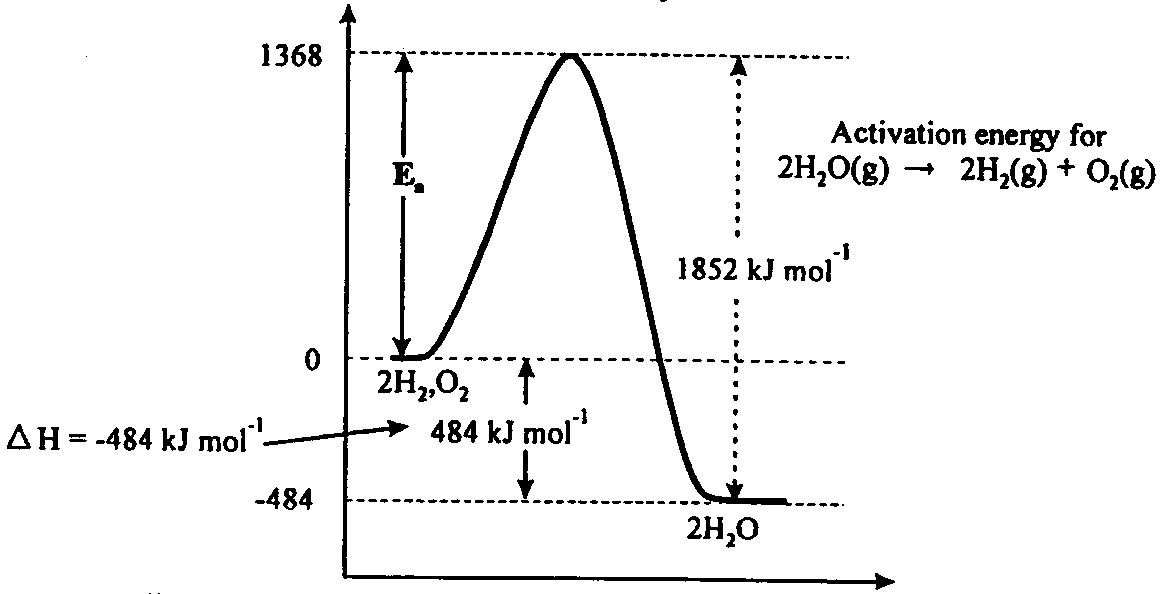 1368
Activation energy for
2H₂O(g) → 2H₂(g) + O₂(g)
Eₐ
1852 kJ mol⁻¹
0
2H₂,O₂
ΔH = -484 kJ mol⁻¹
484 kJ mol⁻¹
-484
2H₂O